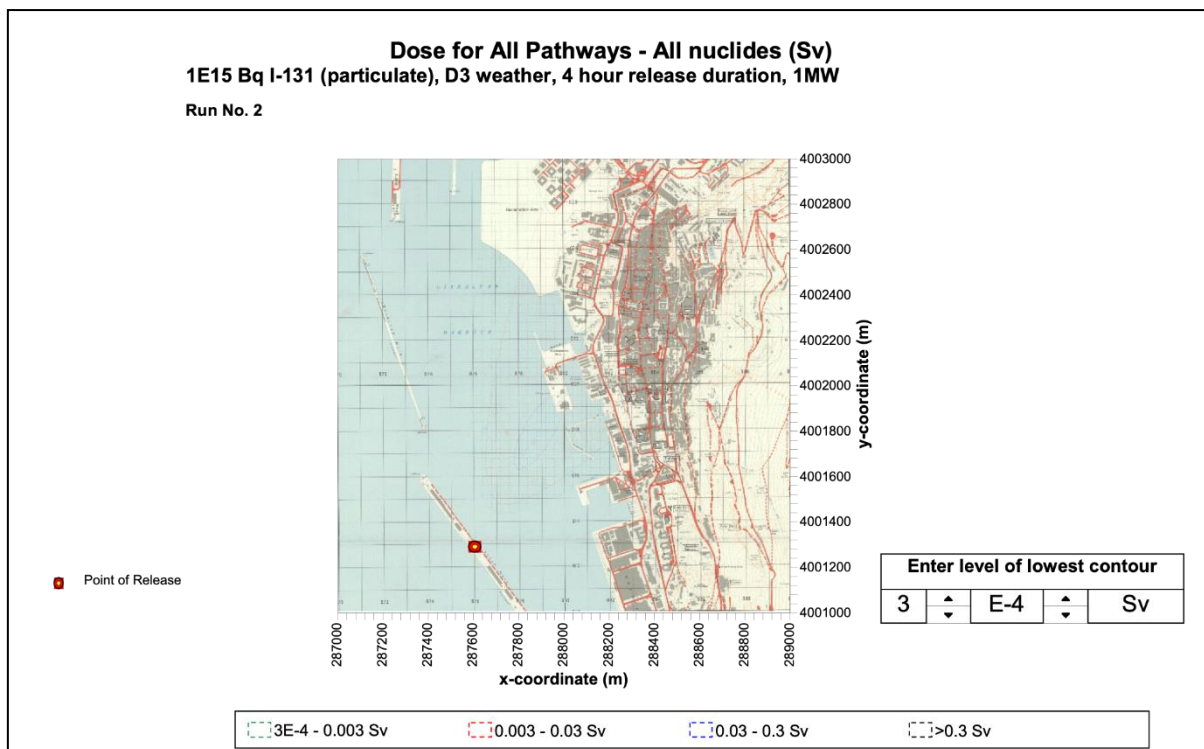 Dose for All Pathways - All nuclides (Sv)
1E15 Bq I-131 (particulate), D3 weather, 4 hour release duration, 1MW
Run No. 2
4003000
4002800
4002600
4002400
4002200
4002000
4001800
4001600
4001400
4001200
4001000
y-coordinate (m)
GIBRALTAR
HARBOUR
Point of Release
Enter level of lowest contour
3 E-4 Sv
287000 287200 287400 287600 287800 288000 288200 288400 288600 288800 289000
x-coordinate (m)
3E-4 - 0.003 Sv 0.003 - 0.03 Sv 0.03 - 0.3 Sv >0.3 Sv